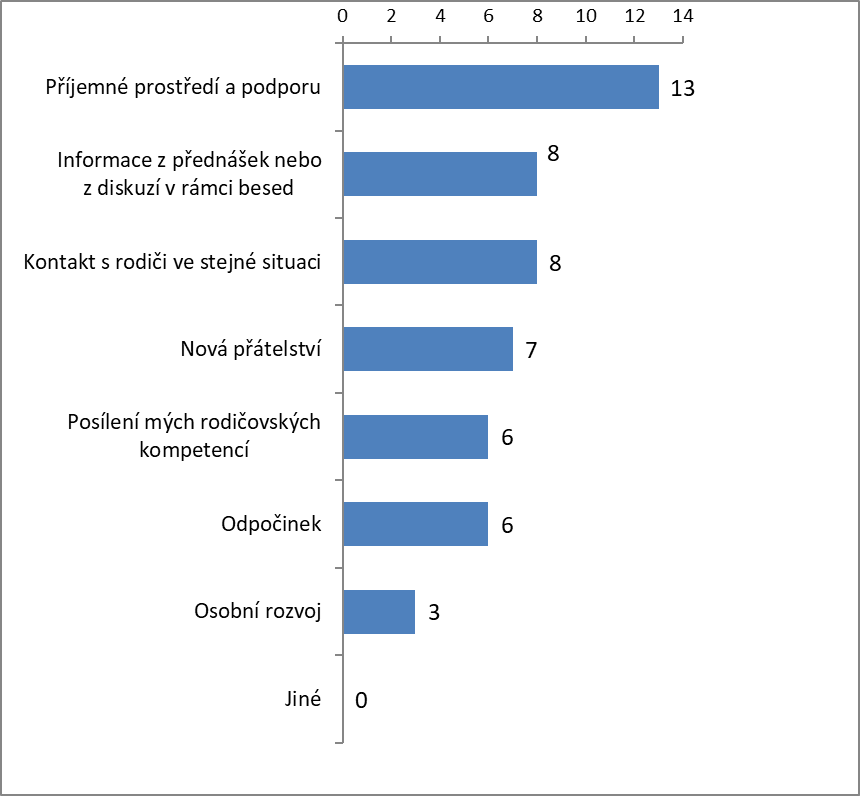 0 2 4 6 8 10 12 14
Příjemné prostředí a podporu 13
Informace z přednášek nebo
z diskuzí v rámci besed 8
Kontakt s rodiči ve stejné situaci 8
Nová přátelství 7
Posílení mých rodičovských
kompetencí 6
Odpočinek 6
Osobní rozvoj 3
Jiné 0